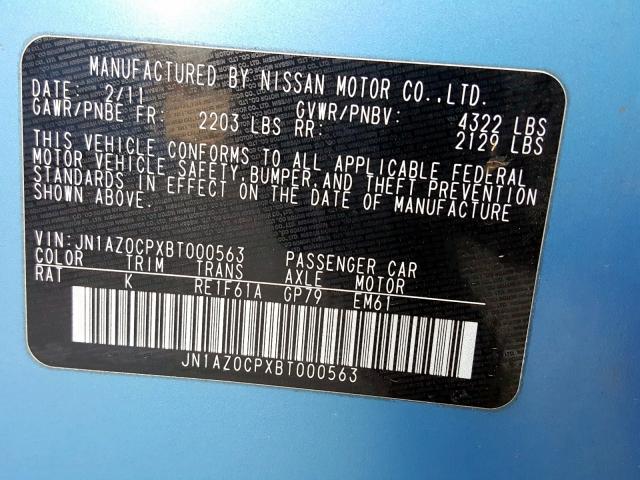 MANUFACTURED BY NISSAN MOTOR CO.,LTD.
DATE: 2/11 GVWR/PNBV: 4322 LBS
GAWR/PNBE FR: 2203 LBS RR: 2129 LBS
THIS VEHICLE CONFORMS TO ALL APPLICABLE FEDERAL
MOTOR VEHICLE SAFETY,BUMPER,AND THEFT PREVENTION
STANDARDS IN EFFECT ON THE DATE OF MANUFACTURE
SHOWN ABOVE.
VIN:JN1AZ0CPXBT000563 PASSENGER CAR
COLOR TRIM TRANS AXLE MOTOR
RAT K RE1F61A GP79 EM61
JN1AZ0CPXBT000563